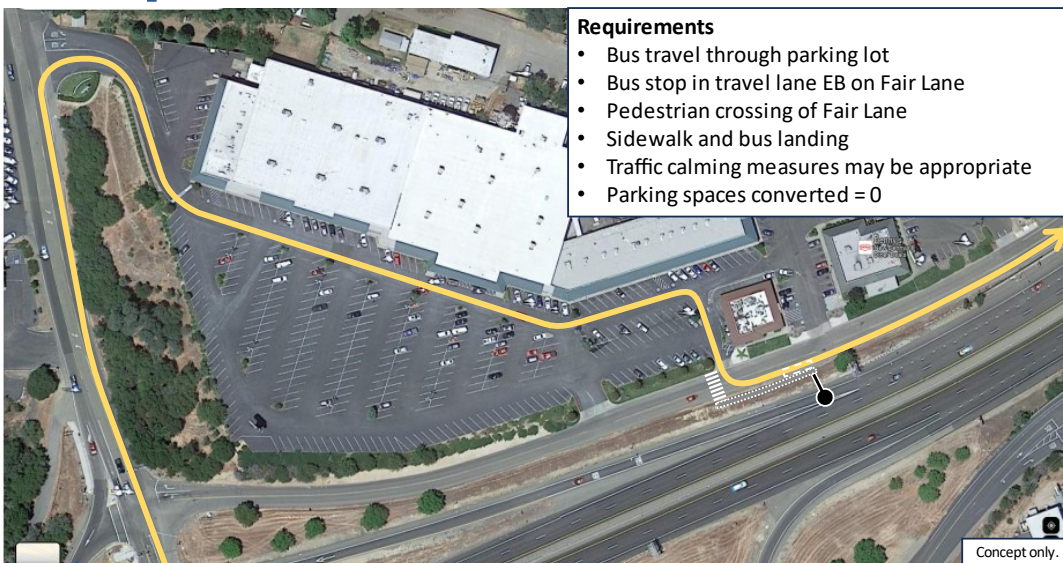 Requirements
• Bus travel through parking lot
• Bus stop in travel lane EB on Fair Lane
• Pedestrian crossing of Fair Lane
• Sidewalk and bus landing
• Traffic calming measures may be appropriate
• Parking spaces converted = 0
Concept only.